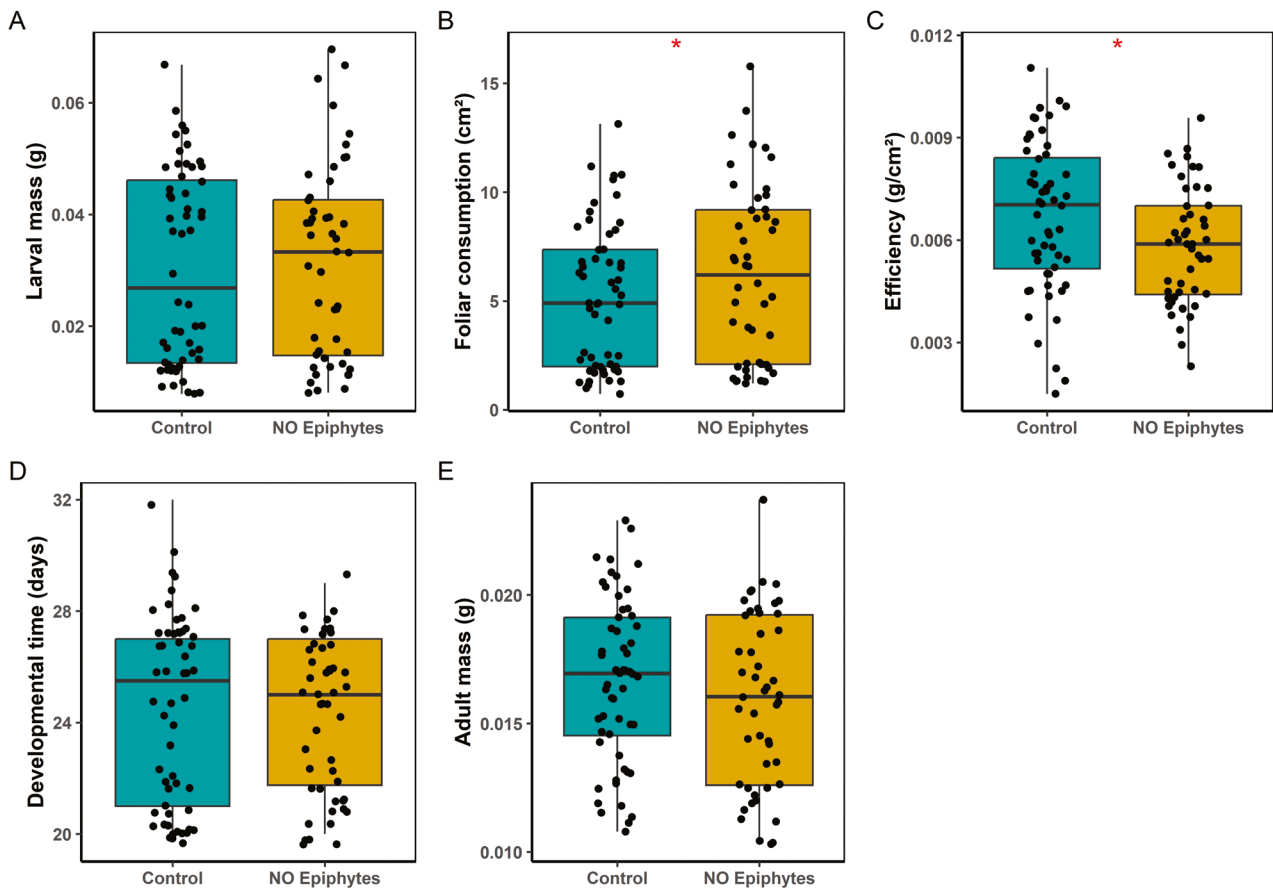 A
Larval mass (g)
0.06
0.04
0.02
Control
NO Epiphytes
B
*
Foliar consumption (cm²)
15
10
5
0
Control
NO Epiphytes
C
*
Efficiency (g/cm²)
0.012
0.009
0.006
0.003
Control
NO Epiphytes
D
Developmental time (days)
32
28
24
20
Control
NO Epiphytes
E
Adult mass (g)
0.020
0.015
0.010
Control
NO Epiphytes